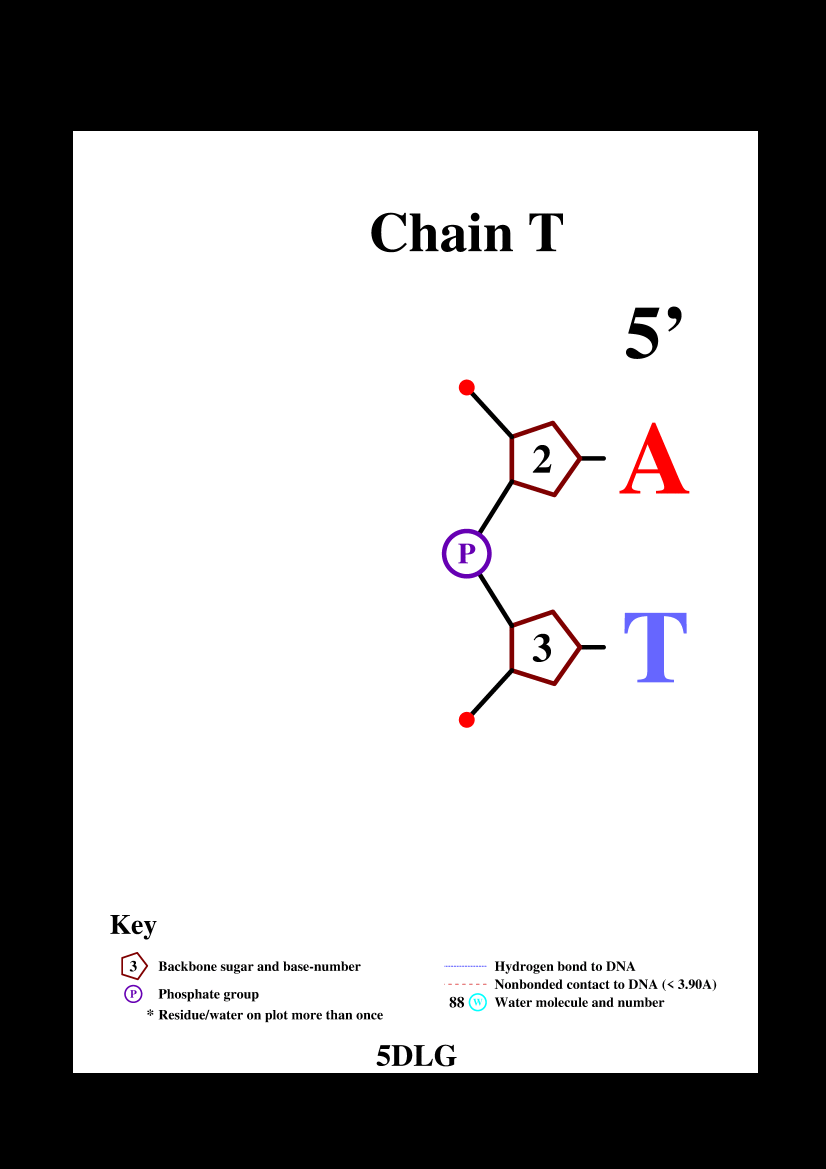 Chain T
5’
2 A
P
3 T
Key
3 Backbone sugar and base-number
P Phosphate group
* Residue/water on plot more than once
Hydrogen bond to DNA
Nonbonded contact to DNA (< 3.90A)
88 W Water molecule and number
5DLG